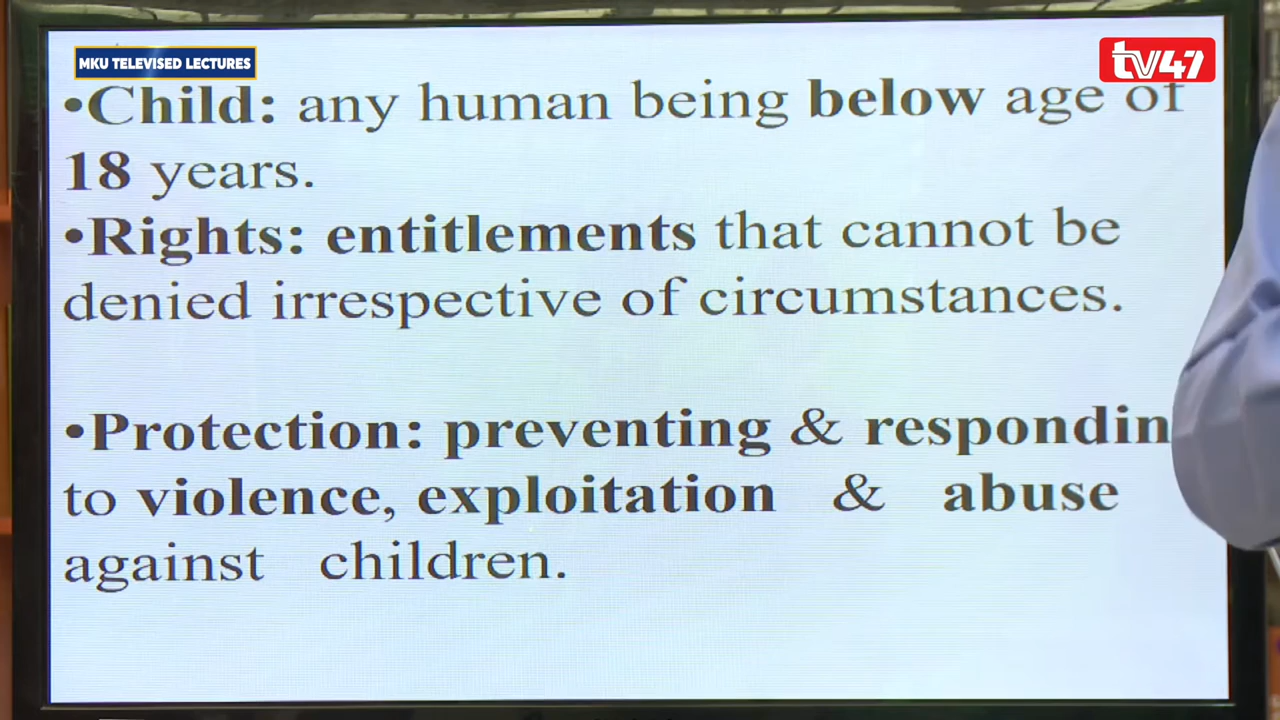 MKU TELEVISED LECTURES
tv47
•Child: any human being below age of
18 years.
•Rights: entitlements that cannot be
denied irrespective of circumstances.
•Protection: preventing & respondin
to violence, exploitation & abuse
against children.